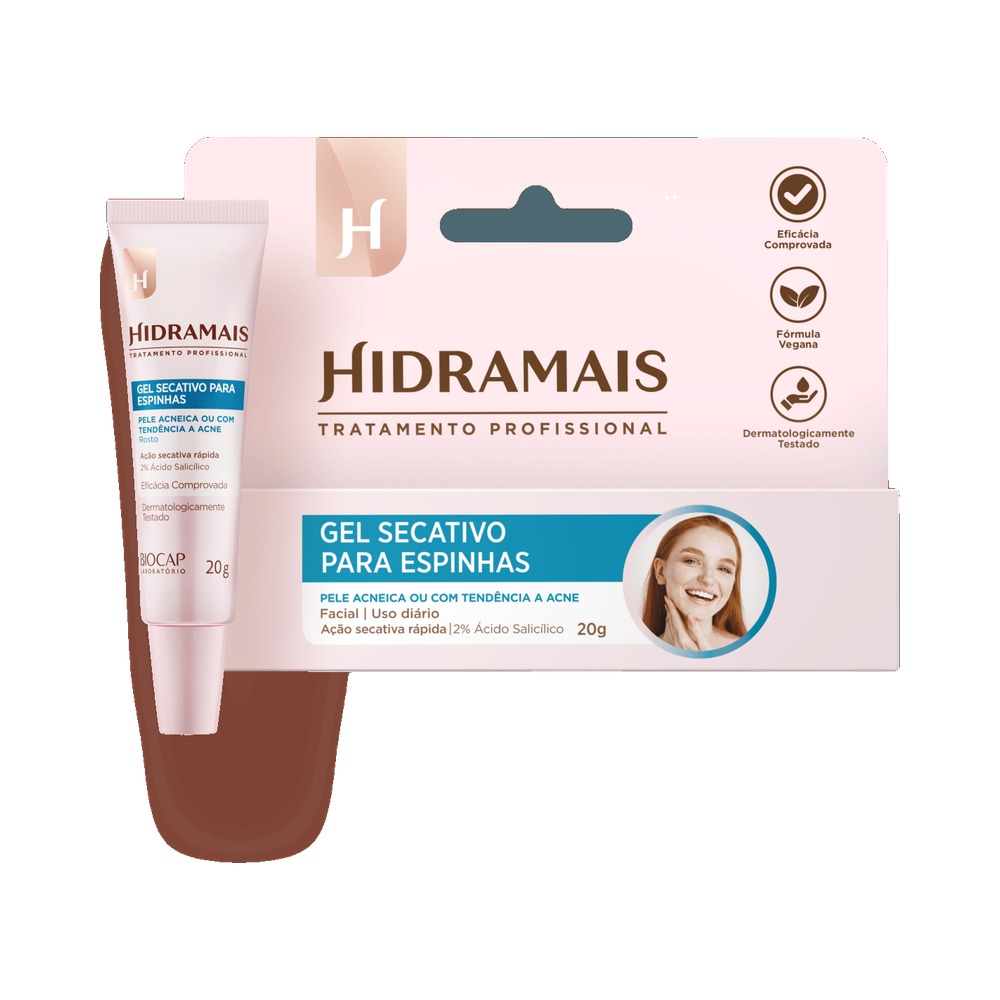 H
HIDRAMAIS
TRATAMENTO PROFISSIONAL
GEL SECATIVO PARA
ESPINHAS
PELE ACNEICA OU COM
TENDÊNCIA A ACNE
Rosto
Ação secativa rápida
2% Ácido Salicílico
Eficácia Comprovada
Dermatologicamente
Testado
BIOCAP
LABORATÓRIO
20g
H
HIDRAMAIS
TRATAMENTO PROFISSIONAL
Eficácia
Comprovada
Fórmula
Vegana
Dermatologicamente
Testado
GEL SECATIVO
PARA ESPINHAS
PELE ACNEICA OU COM TENDÊNCIA A ACNE
Facial | Uso diário
Ação secativa rápida | 2% Ácido Salicílico 20g